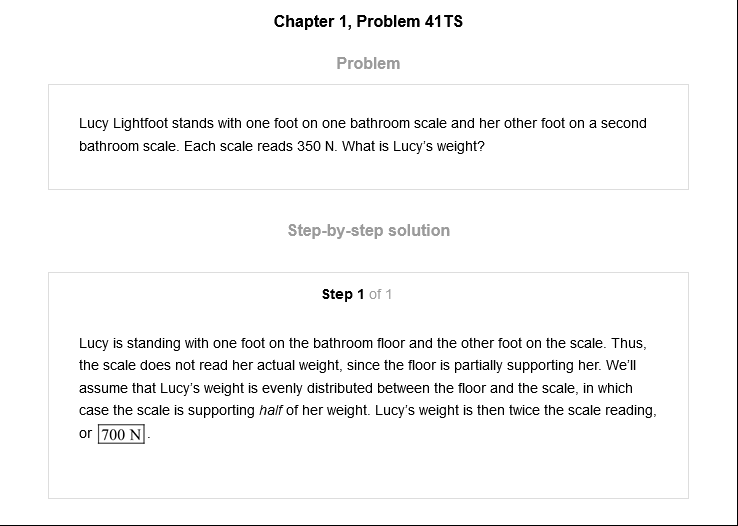 Chapter 1, Problem 41TS
Problem
Lucy Lightfoot stands with one foot on one bathroom scale and her other foot on a second
bathroom scale. Each scale reads 350 N. What is Lucy's weight?
Step-by-step solution
Step 1 of 1
Lucy is standing with one foot on the bathroom floor and the other foot on the scale. Thus,
the scale does not read her actual weight, since the floor is partially supporting her. We'll
assume that Lucy's weight is evenly distributed between the floor and the scale, in which
case the scale is supporting half of her weight. Lucy's weight is then twice the scale reading,
or 700 N.